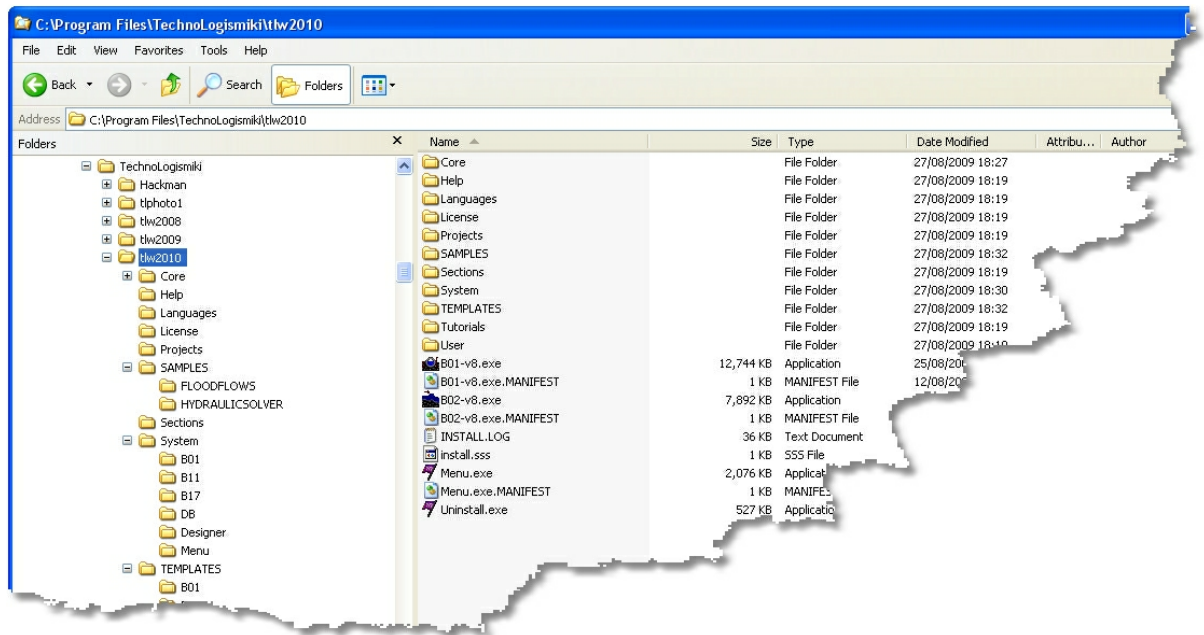 C:\Program Files\TechnoLogismiki\tlw2010
File Edit View Favorites Tools Help
Back Search Folders
Address C:\Program Files\TechnoLogismiki\tlw2010
Folders X
TechnoLogismiki
Hackman
tlphoto1
tlw2008
tlw2009
tlw2010
Core
Help
Languages
License
Projects
SAMPLES
FLOODFLOWS
HYDRAULICSOLVER
Sections
System
B01
B11
B17
DB
Designer
Menu
TEMPLATES
B01
Name Size Type Date Modified Attribu... Author
Core File Folder 27/08/2009 18:27
Help File Folder 27/08/2009 18:19
Languages File Folder 27/08/2009 18:19
License File Folder 27/08/2009 18:19
Projects File Folder 27/08/2009 18:19
SAMPLES File Folder 27/08/2009 18:32
Sections File Folder 27/08/2009 18:19
System File Folder 27/08/2009 18:30
TEMPLATES File Folder 27/08/2009 18:32
Tutorials File Folder 27/08/2009 18:19
User File Folder 27/08/2009 18:19
B01-v8.exe 12,744 KB Application
B01-v8.exe.MANIFEST 1 KB MANIFEST File
B02-v8.exe 7,892 KB Application
B02-v8.exe.MANIFEST 1 KB MANIFEST File
INSTALL.LOG 36 KB Text Document
install.sss 1 KB SSS File
Menu.exe 2,076 KB
Menu.exe.MANIFEST 1 KB
Uninstall.exe 527 KB